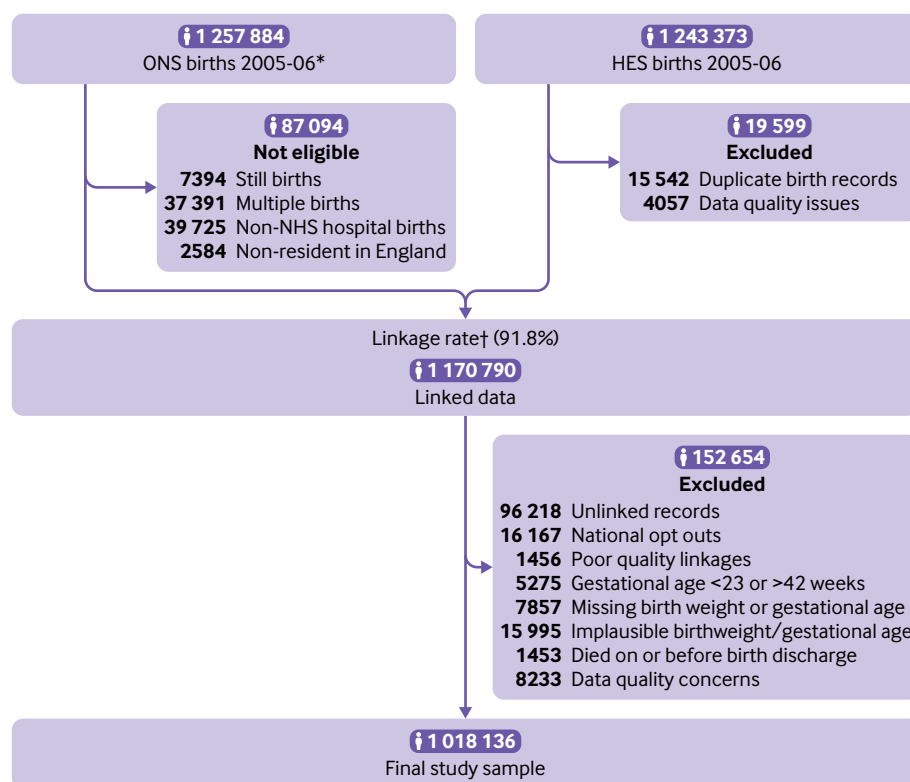 1 257 884
ONS births 2005-06*
1 243 373
HES births 2005-06
87 094
Not eligible
7394 Still births
37 391 Multiple births
39 725 Non-NHS hospital births
2584 Non-resident in England
19 599
Excluded
15 542 Duplicate birth records
4057 Data quality issues
Linkage rate† (91.8%)
1 170 790
Linked data
152 654
Excluded
96 218 Unlinked records
16 167 National opt outs
1456 Poor quality linkages
5275 Gestational age <23 or >42 weeks
7857 Missing birth weight or gestational age
15 995 Implausible birthweight/gestational age
1453 Died on or before birth discharge
8233 Data quality concerns
1 018 136
Final study sample